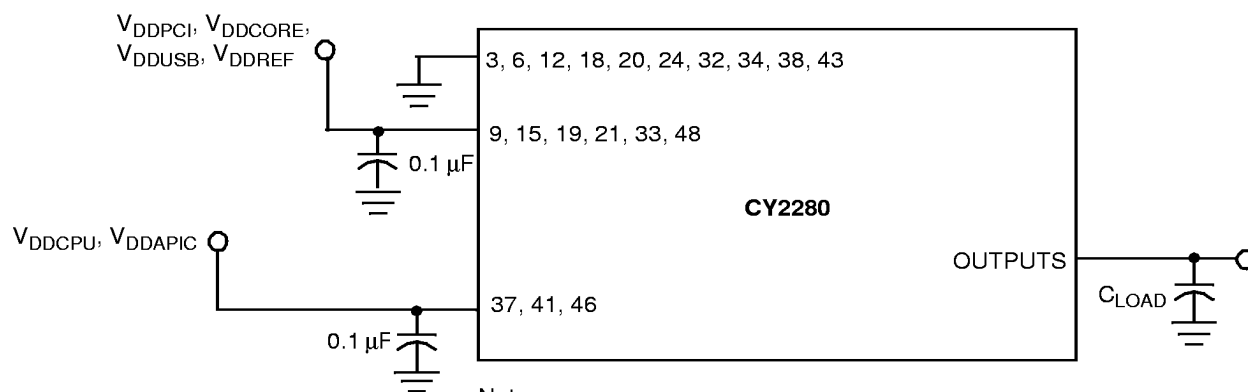 V_DDPCI, V_DDCORE,
V_DDUSB, V_DDREF
3, 6, 12, 18, 20, 24, 32, 34, 38, 43
9, 15, 19, 21, 33, 48
0.1 µF
CY2280
V_DDCPU, V_DDAPIC
OUTPUTS
C_LOAD
37, 41, 46
0.1 µF